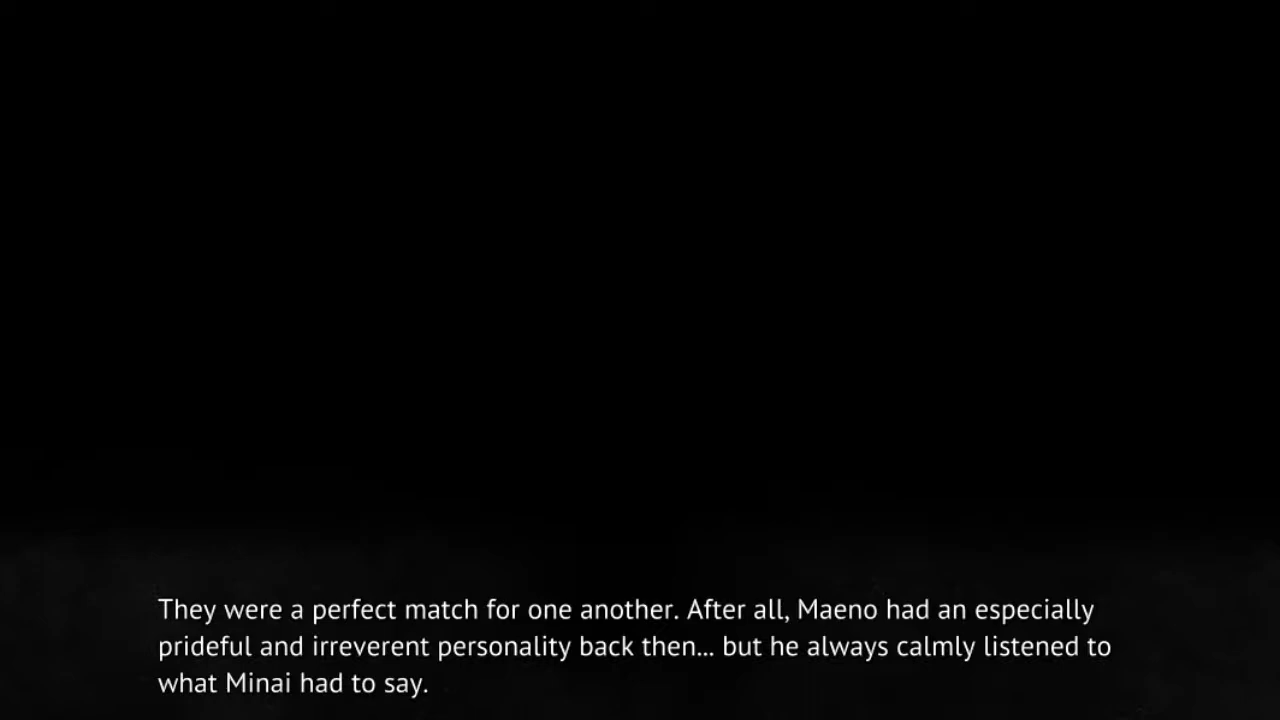 They were a perfect match for one another. After all, Maeno had an especially
prideful and irreverent personality back then... but he always calmly listened to
what Minai had to say.